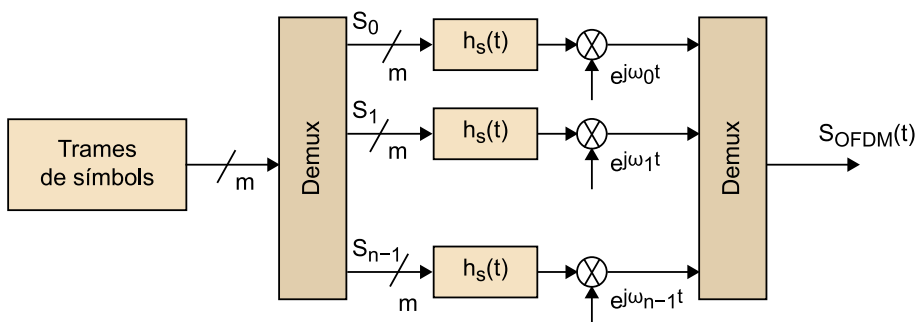 Trames
de símbols
m
Demux
S0
m
hs(t)
ejω0t
S1
m
hs(t)
ejω1t
Sn−1
m
hs(t)
ejωn−1t
Demux
SOFDM(t)